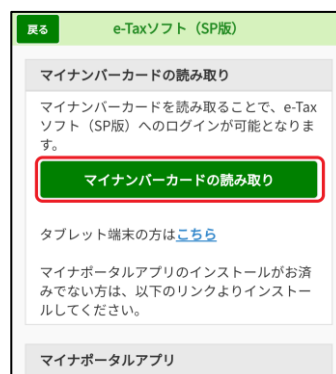 戻る
e-Taxソフト（SP版）
マイナンバーカードの読み取り
マイナンバーカードを読み取ることで、e-Tax
ソフト（SP版）へのログインが可能となりま
す。
マイナンバーカードの読み取り
タブレット端末の方はこちら
マイナポータルアプリのインストールがお済
みでない方は、以下のリンクよりインストー
ルしてください。
マイナポータルアプリ